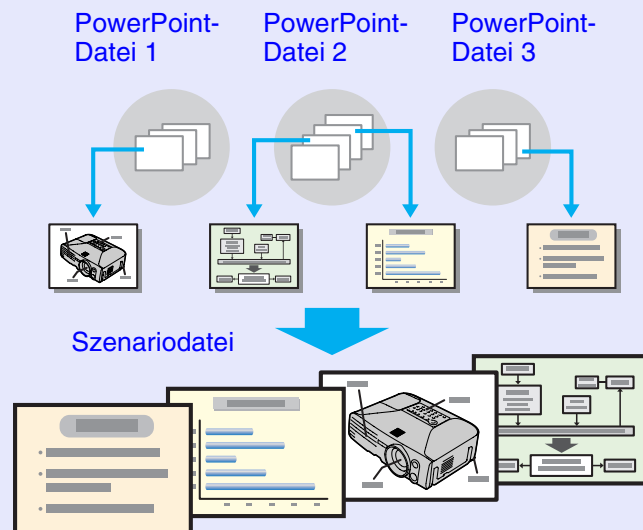 PowerPoint-
Datei 1
PowerPoint-
Datei 2
PowerPoint-
Datei 3
Szenariodatei